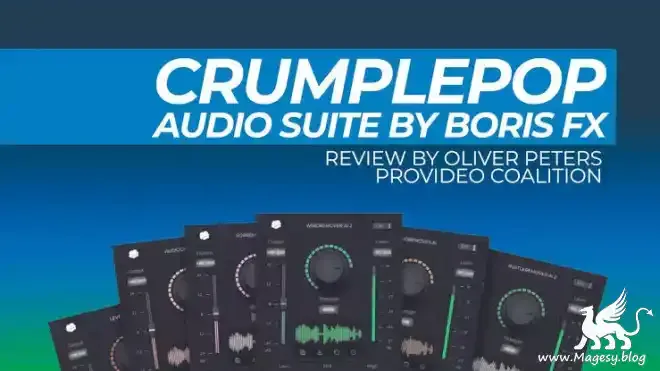 CRUMPLEPOP
AUDIO SUITE BY BORIS FX
REVIEW BY OLIVER PETERS
PROVIDEO COALITION
www.Magesy.blog